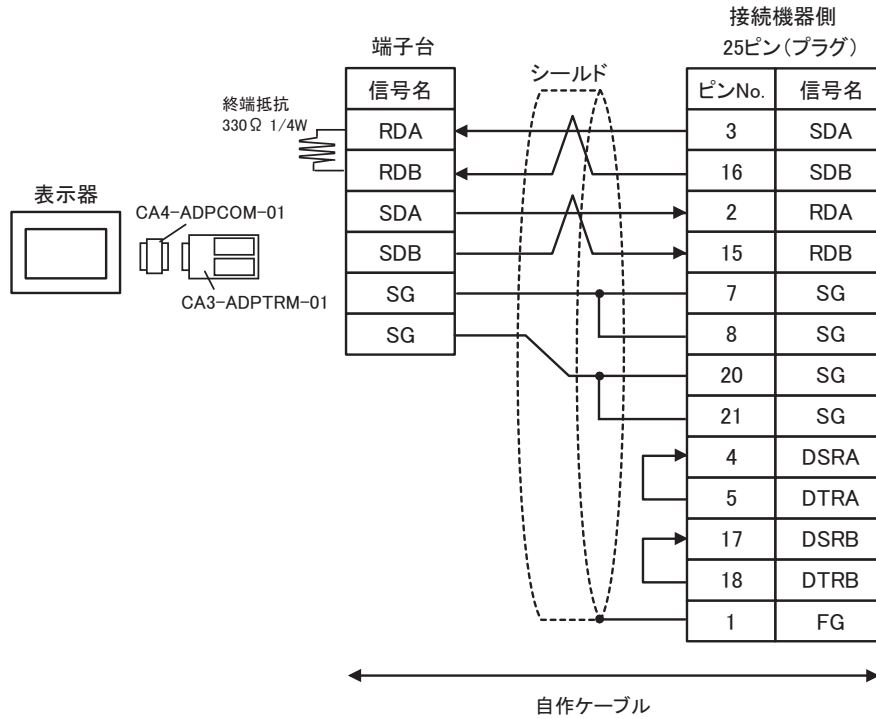 接続機器側
25ピン(プラグ)
端子台
シールド
信号名
ピンNo. 信号名
終端抵抗
330Ω 1/4W
RDA 3 SDA
RDB 16 SDB
表示器
CA4-ADPCOM-01
CA3-ADPTRM-01
SDA 2 RDA
SDB 15 RDB
SG 7 SG
SG 8 SG
20 SG
21 SG
4 DSRA
5 DTRA
17 DSRB
18 DTRB
1 FG
自作ケーブル